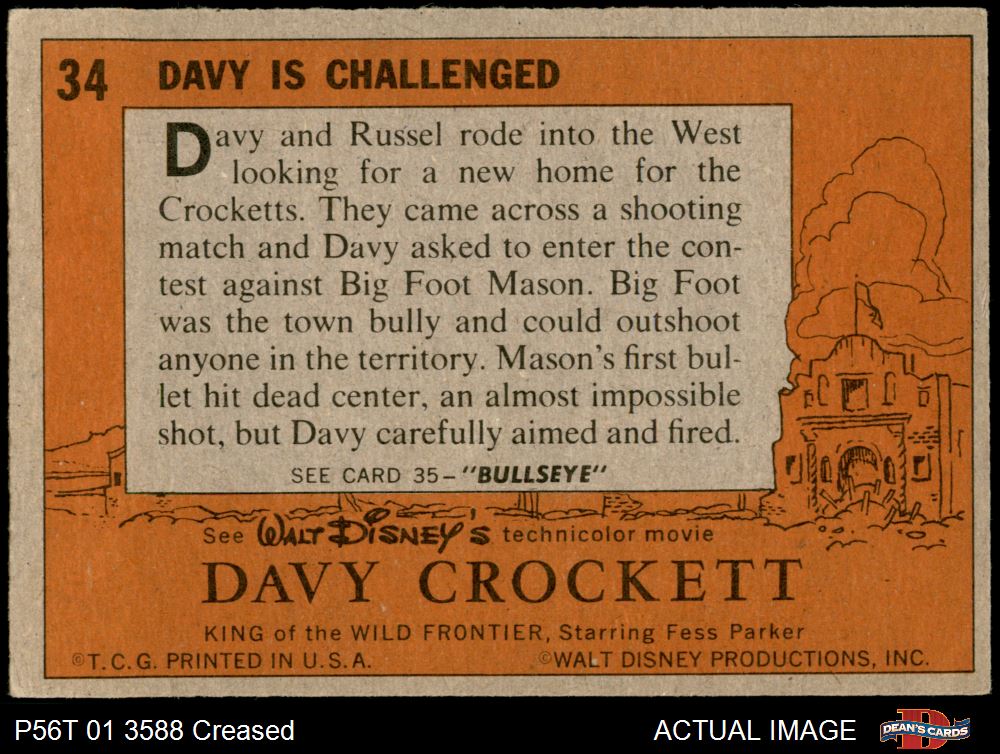 34 DAVY IS CHALLENGED
Davy and Russel rode into the West
looking for a new home for the
Crocketts. They came across a shooting
match and Davy asked to enter the con-
test against Big Foot Mason. Big Foot
was the town bully and could outshoot
anyone in the territory. Mason's first bul-
let hit dead center, an almost impossible
shot, but Davy carefully aimed and fired.
SEE CARD 35–"BULLSEYE"
See WALT DISNEY'S technicolor movie
DAVY CROCKETT
KING of the WILD FRONTIER, Starring Fess Parker
©T.C.G. PRINTED IN U.S.A. ©WALT DISNEY PRODUCTIONS, INC.
P56T 01 3588 Creased ACTUAL IMAGE DEAN'S CARDS